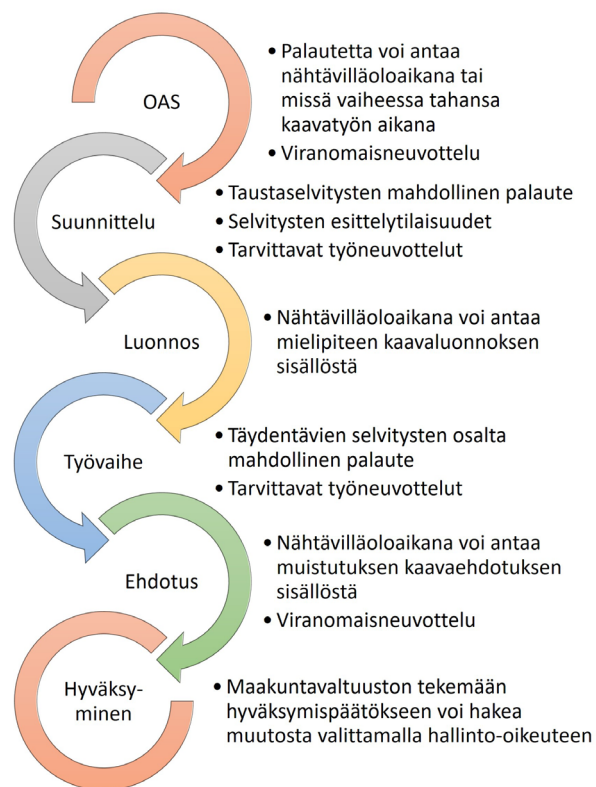 OAS
• Palautetta voi antaa
nähtävilläoloaikana tai
missä vaiheessa tahansa
kaavatyön aikana
• Viranomaisneuvottelu
Suunnittelu
• Taustaselvitysten mahdollinen palaute
• Selvitysten esittelytilaisuudet
• Tarvittavat työneuvottelut
Luonnos
• Nähtävilläoloaikana voi antaa
mielipiteen kaavaluonnoksen
sisällöstä
Työvaihe
• Täydentävien selvitysten osalta
mahdollinen palaute
• Tarvittavat työneuvottelut
Ehdotus
• Nähtävilläoloaikana voi antaa
muistutuksen kaavaehdotuksen
sisällöstä
• Viranomaisneuvottelu
Hyväksy-
minen
• Maakuntavaltuuston tekemään
hyväksymispäätökseen voi hakea
muutosta valittamalla hallinto-oikeuteen